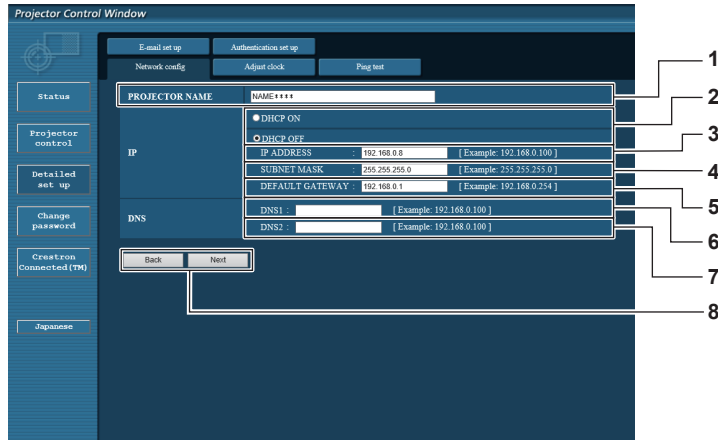 Projector Control Window
E-mail set up
Authentication set up
Network config
Adjust clock
Ping test
Status
Projector
control
Detailed
set up
Change
password
Crestron
Connected(TM)
Japanese
PROJECTOR NAME
NAME****
IP
DHCP ON
DHCP OFF
IP ADDRESS : 192.168.0.8 [ Example: 192.168.0.100 ]
SUBNET MASK : 255.255.255.0 [ Example: 255.255.255.0 ]
DEFAULT GATEWAY : 192.168.0.1 [ Example: 192.168.0.254 ]
DNS
DNS1 : [ Example: 192.168.0.100 ]
DNS2 : [ Example: 192.168.0.100 ]
Back
Next
1
2
3
4
5
6
7
8